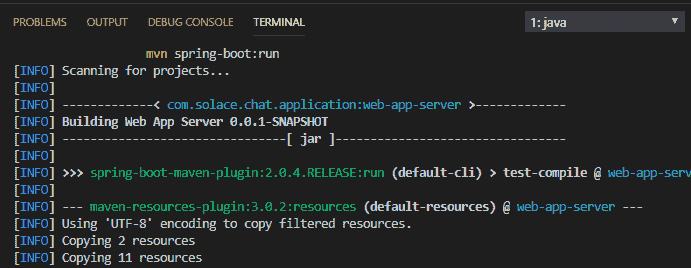 PROBLEMS OUTPUT DEBUG CONSOLE TERMINAL 1: java
mvn spring-boot:run
[INFO] Scanning for projects...
[INFO]
[INFO] -------------< com.solace.chat.application:web-app-server >-------------
[INFO] Building Web App Server 0.0.1-SNAPSHOT
[INFO] --------------------------------[ jar ]---------------------------------
[INFO]
[INFO] >>> spring-boot-maven-plugin:2.0.4.RELEASE:run (default-cli) > test-compile @ web-app-serv
[INFO]
[INFO] --- maven-resources-plugin:3.0.2:resources (default-resources) @ web-app-server ---
[INFO] Using 'UTF-8' encoding to copy filtered resources.
[INFO] Copying 2 resources
[INFO] Copying 11 resources